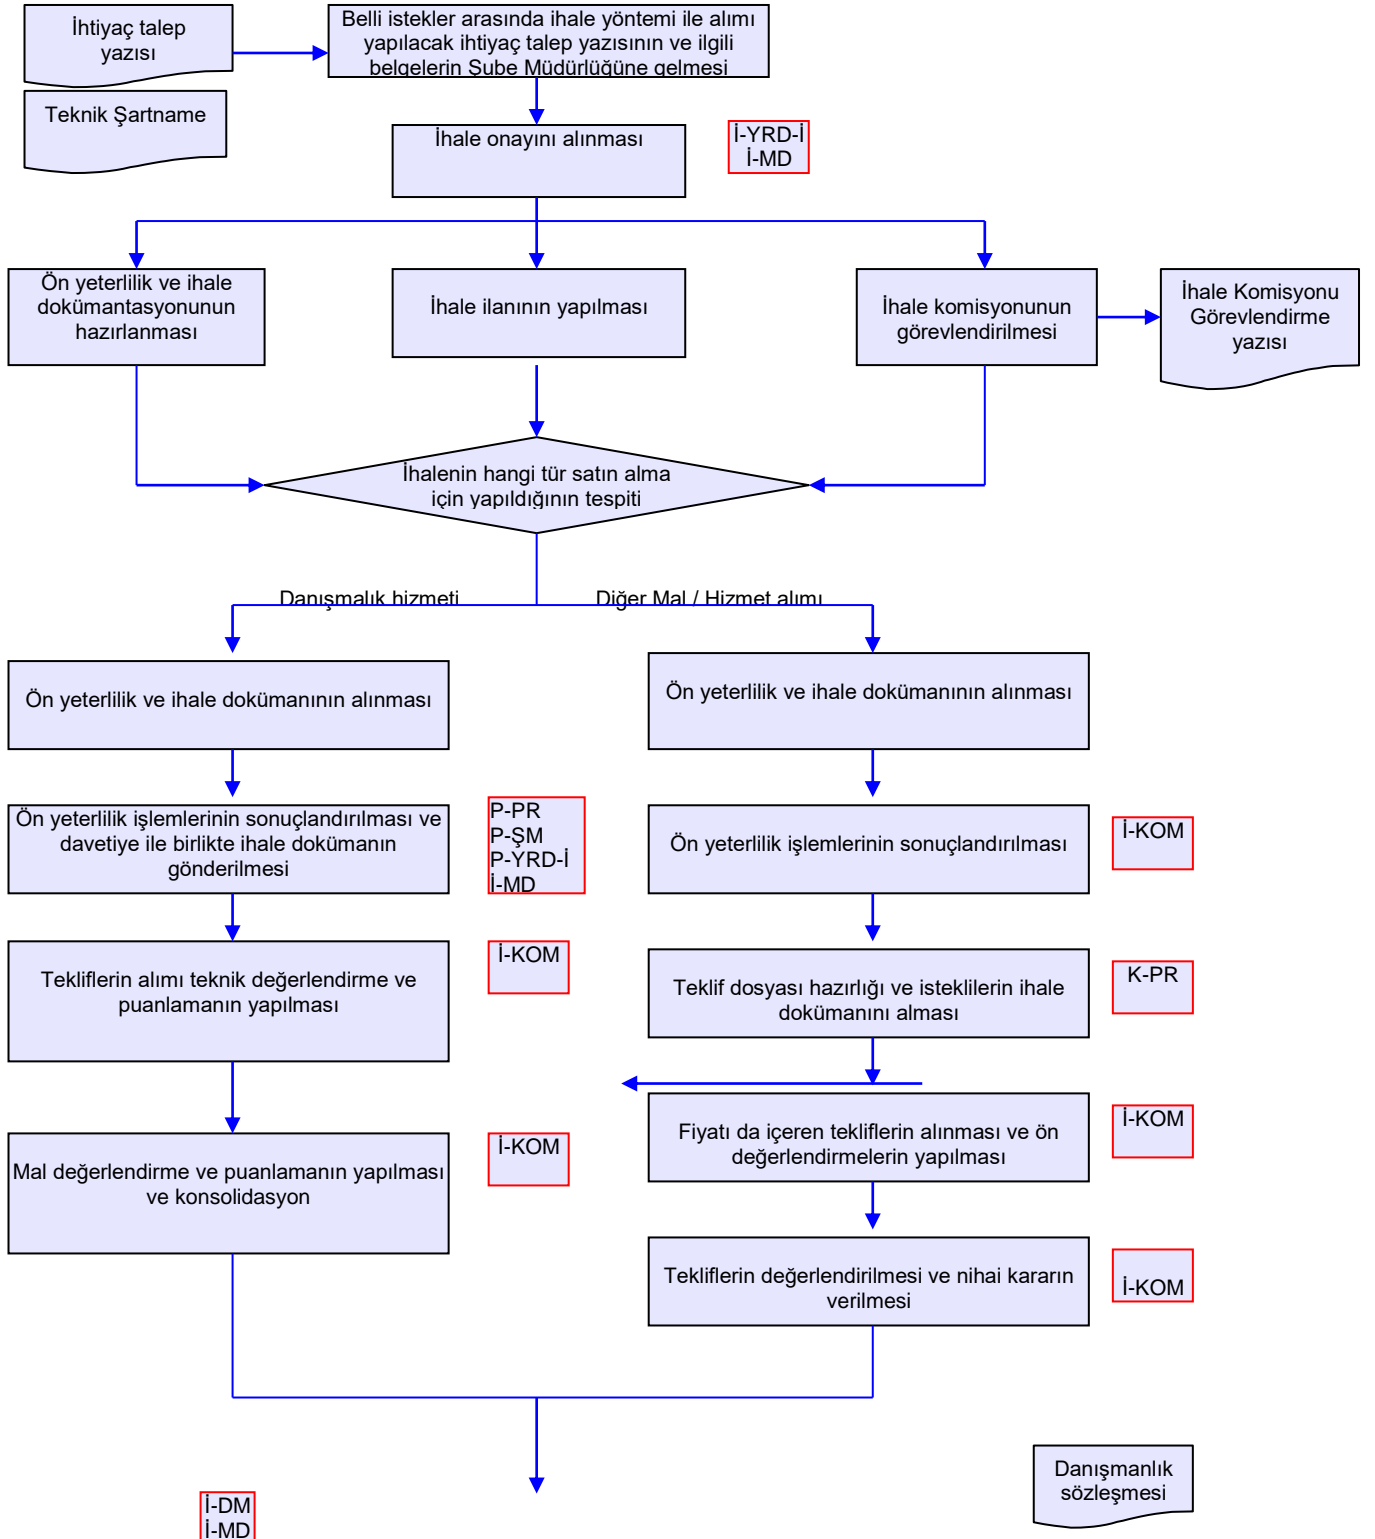 İhtiyaç talep
yazısı
Belli istekler arasında ihale yöntemi ile alımı
yapılacak ihtiyaç talep yazısının ve ilgili
belgelerin Şube Müdürlüğüne gelmesi
Teknik Şartname
İhale onayını alınması
İ-YRD-İ
İ-MD
Ön yeterlilik ve ihale
dokümantasyonunun
hazırlanması
İhale ilanının yapılması
İhale komisyonunun
görevlendirilmesi
İhale Komisyonu
Görevlendirme
yazısı
İhalenin hangi tür satın alma
için yapıldığının tespiti
Danışmalık hizmeti
Diğer Mal / Hizmet alımı
Ön yeterlilik ve ihale dokümanının alınması
Ön yeterlilik ve ihale dokümanının alınması
Ön yeterlilik işlemlerinin sonuçlandırılması ve
davetiye ile birlikte ihale dokümanın
gönderilmesi
P-PR
P-ŞM
P-YRD-İ
İ-MD
Ön yeterlilik işlemlerinin sonuçlandırılması
İ-KOM
Tekliflerin alımı teknik değerlendirme ve
puanlamanın yapılması
İ-KOM
Teklif dosyası hazırlığı ve isteklilerin ihale
dokümanını alması
K-PR
Mal değerlendirme ve puanlamanın yapılması
ve konsolidasyon
İ-KOM
Fiyatı da içeren tekliflerin alınması ve ön
değerlendirmelerin yapılması
İ-KOM
Tekliflerin değerlendirilmesi ve nihai kararın
verilmesi
İ-KOM
Danışmanlık
sözleşmesi
İ-DM
İ-MD